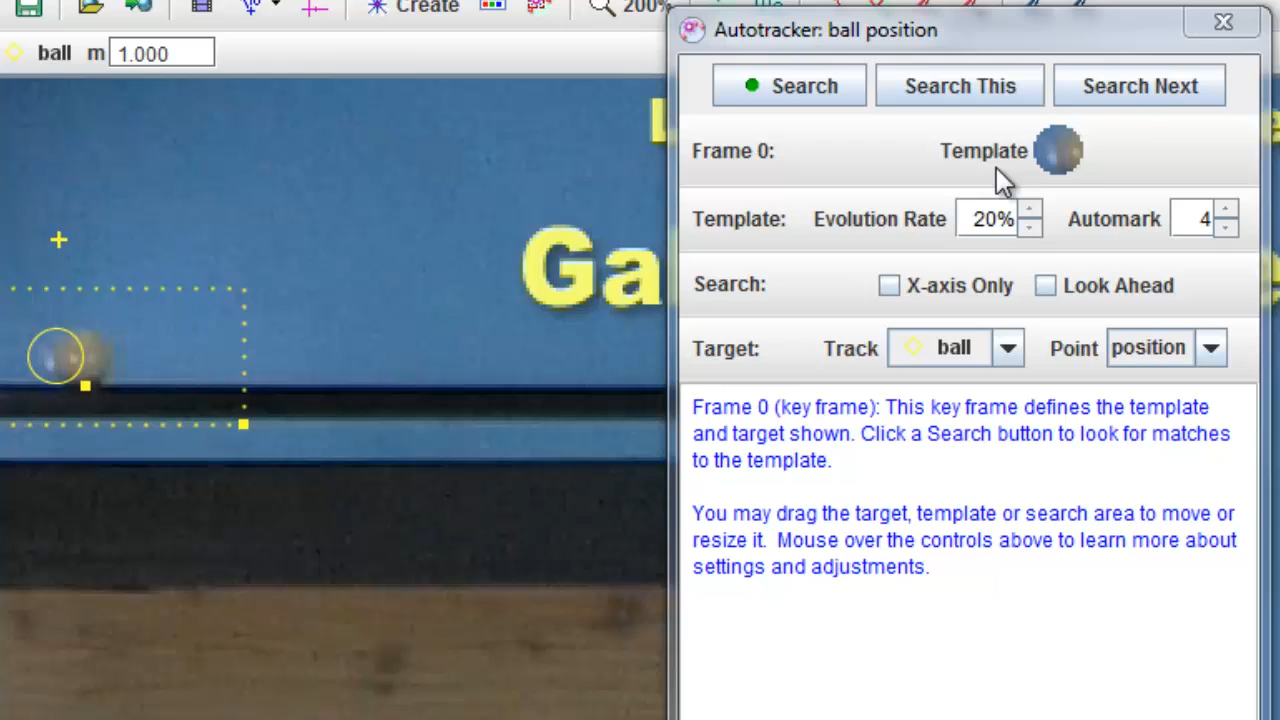 Create
200%
ball m 1.000
Autotracker: ball position
Search
Search This
Search Next
Frame 0:
Template
Template:
Evolution Rate
20%
Automark
4
Search:
X-axis Only
Look Ahead
Target:
Track
ball
Point
position
Ga
Frame 0 (key frame): This key frame defines the template
and target shown. Click a Search button to look for matches
to the template.
You may drag the target, template or search area to move or
resize it. Mouse over the controls above to learn more about
settings and adjustments.